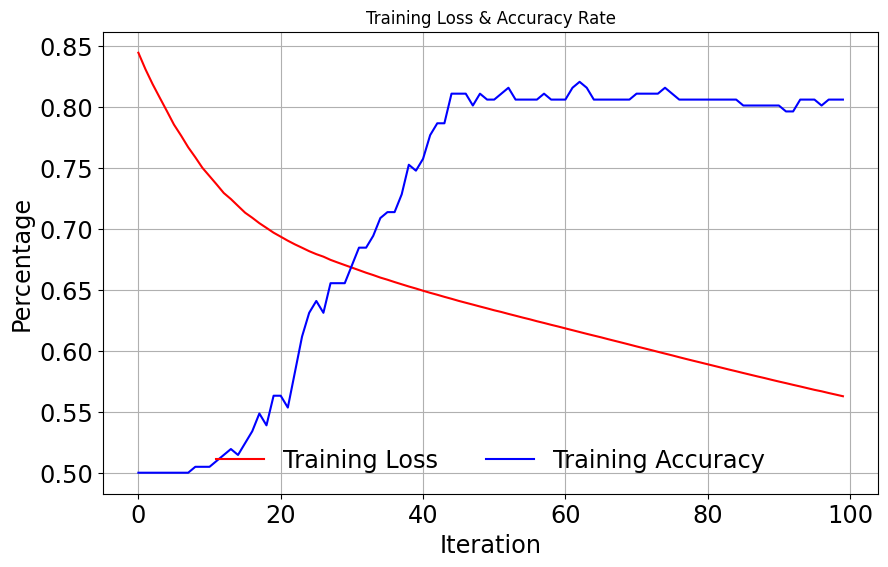 Training Loss & Accuracy Rate
0.85
0.80
0.75
0.70
0.65
0.60
0.55
0.50
Percentage
Training Loss Training Accuracy
0 20 40 60 80 100
Iteration